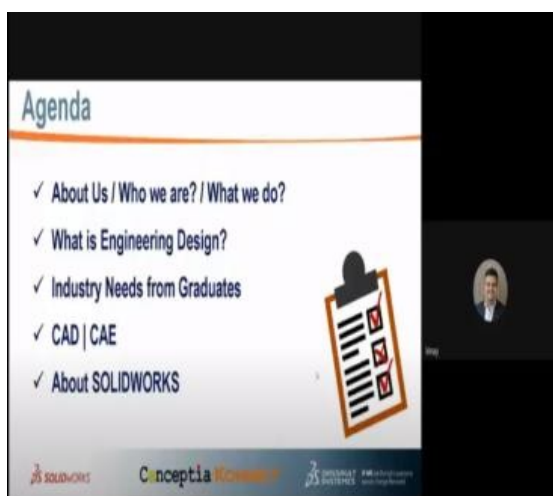 Agenda
✓ About Us / Who we are? / What we do?
✓ What is Engineering Design?
✓ Industry Needs from Graduates
✓ CAD | CAE
✓ About SOLIDWORKS
SOLIDWORKS
Conceptia Konnect
DASSAULT SYSTEMES